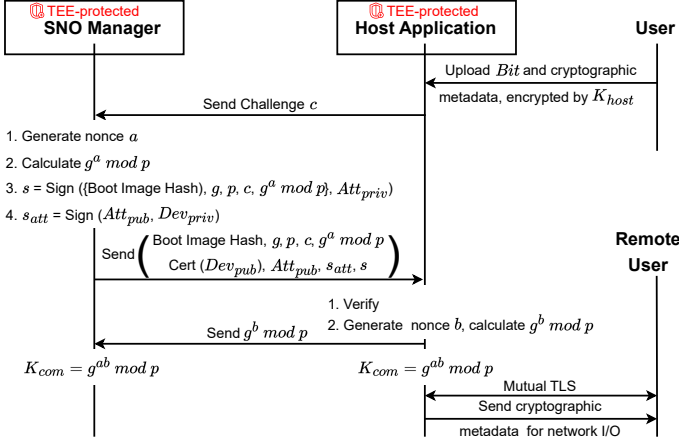 TEE-protected
SNO Manager
TEE-protected
Host Application
User
Upload Bit and cryptographic
metadata, encrypted by K_host
Send Challenge c
1. Generate nonce a
2. Calculate g^a mod p
3. s = Sign ({Boot Image Hash}, g, p, c, g^a mod p}, Att_priv)
4. s_att = Sign (Att_pub, Dev_priv)
Send
Boot Image Hash, g, p, c, g^a mod p
Cert (Dev_pub), Att_pub, s_att, s
Remote
User
1. Verify
2. Generate nonce b, calculate g^b mod p
Send g^b mod p
K_com = g^ab mod p
K_com = g^ab mod p
Mutual TLS
Send cryptographic
metadata for network I/O